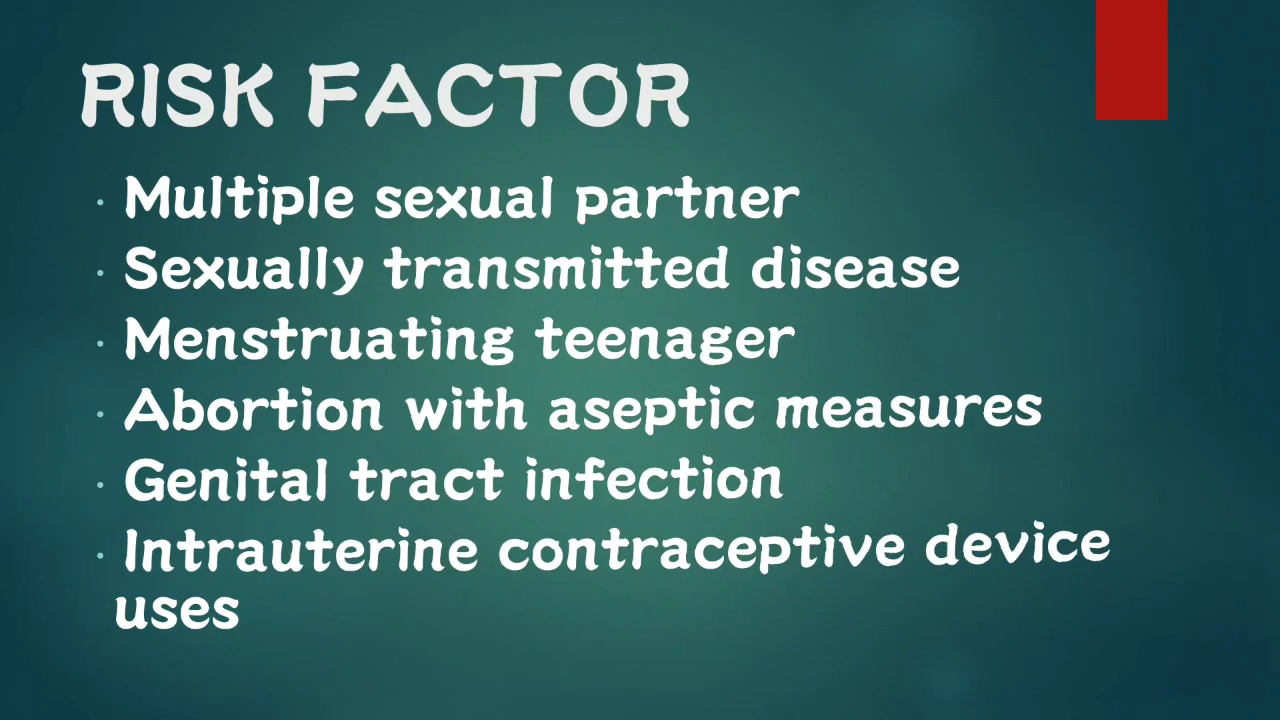 RISK FACTOR
· Multiple sexual partner
· Sexually transmitted disease
· Menstruating teenager
· Abortion with aseptic measures
· Genital tract infection
· Intrauterine contraceptive device
uses